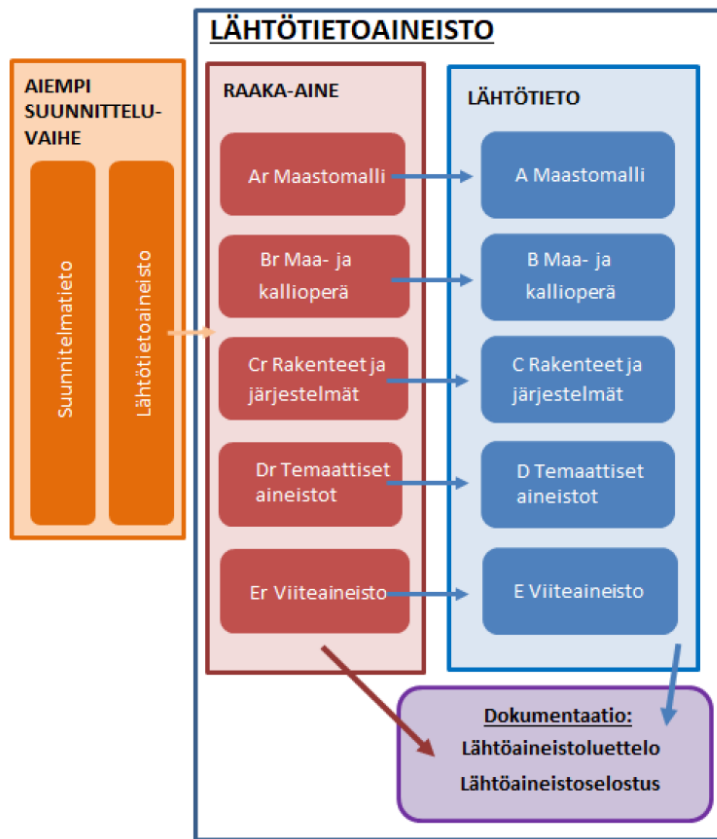 LÄHTÖTIETOAINEISTO
AIEMPI
SUUNNITTELU-
VAIHE
Suunnitelmatieto
Lähtötietoaineisto
RAAKA-AINE
Ar Maastomalli
Br Maa- ja
kallioperä
Cr Rakenteet ja
järjestelmät
Dr Temaattiset
aineistot
Er Viiteaineisto
LÄHTÖTIETO
A Maastomalli
B Maa- ja
kallioperä
C Rakenteet ja
järjestelmät
D Temaattiset
aineistot
E Viiteaineisto
Dokumentaatio:
Lähtöaineistoluettelo
Lähtöaineistoselostus